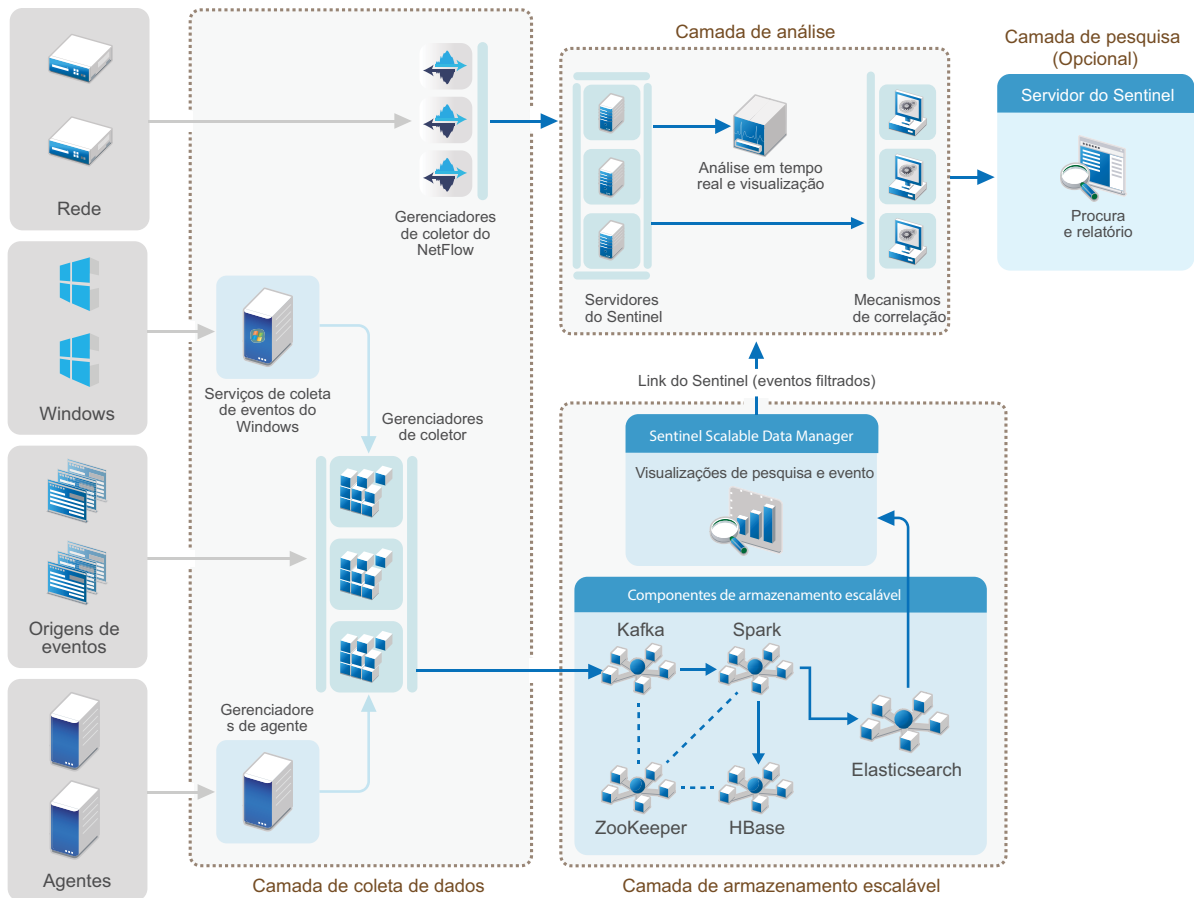 Rede
Windows
Origens de
eventos
Agentes
Gerenciadores
de coletor do
NetFlow
Serviços de coleta
de eventos do
Windows
Gerenciadores
de coletor
Gerenciadore
s de agente
Camada de coleta de dados
Camada de análise
Análise em tempo
real e visualização
Servidores
do Sentinel
Mecanismos
de correlação
Camada de pesquisa
(Opcional)
Servidor do Sentinel
Procura
e relatório
Link do Sentinel (eventos filtrados)
Sentinel Scalable Data Manager
Visualizações de pesquisa e evento
Componentes de armazenamento escalável
Kafka
Spark
Elasticsearch
ZooKeeper
HBase
Camada de armazenamento escalável